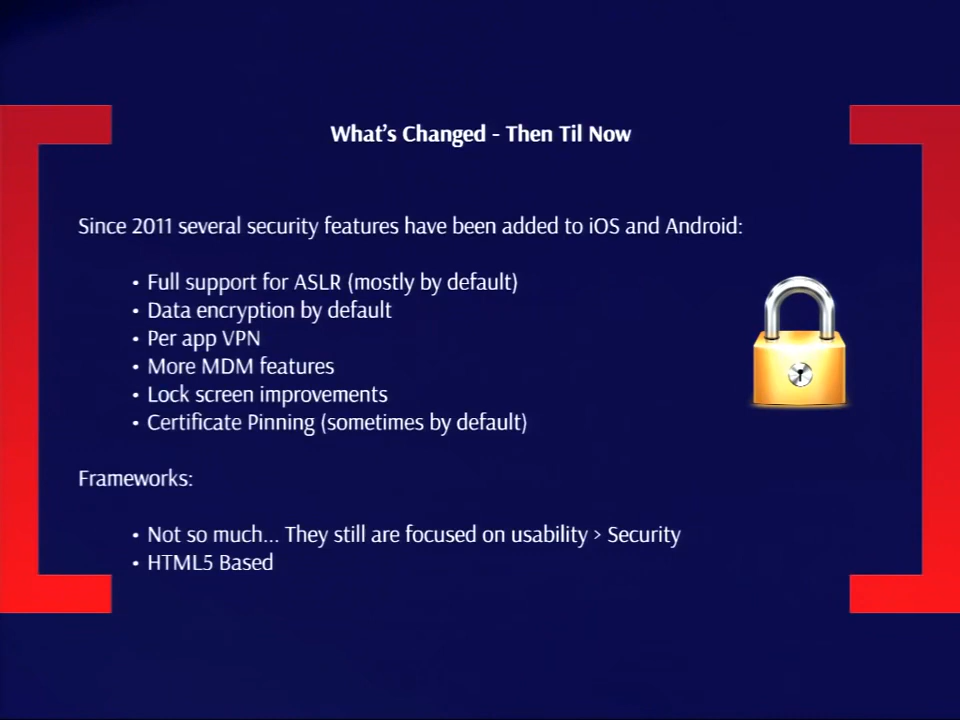 What's Changed - Then Til Now
Since 2011 several security features have been added to iOS and Android:
• Full support for ASLR (mostly by default)
• Data encryption by default
• Per app VPN
• More MDM features
• Lock screen improvements
• Certificate Pinning (sometimes by default)
Frameworks:
• Not so much... They still are focused on usability > Security
• HTML5 Based